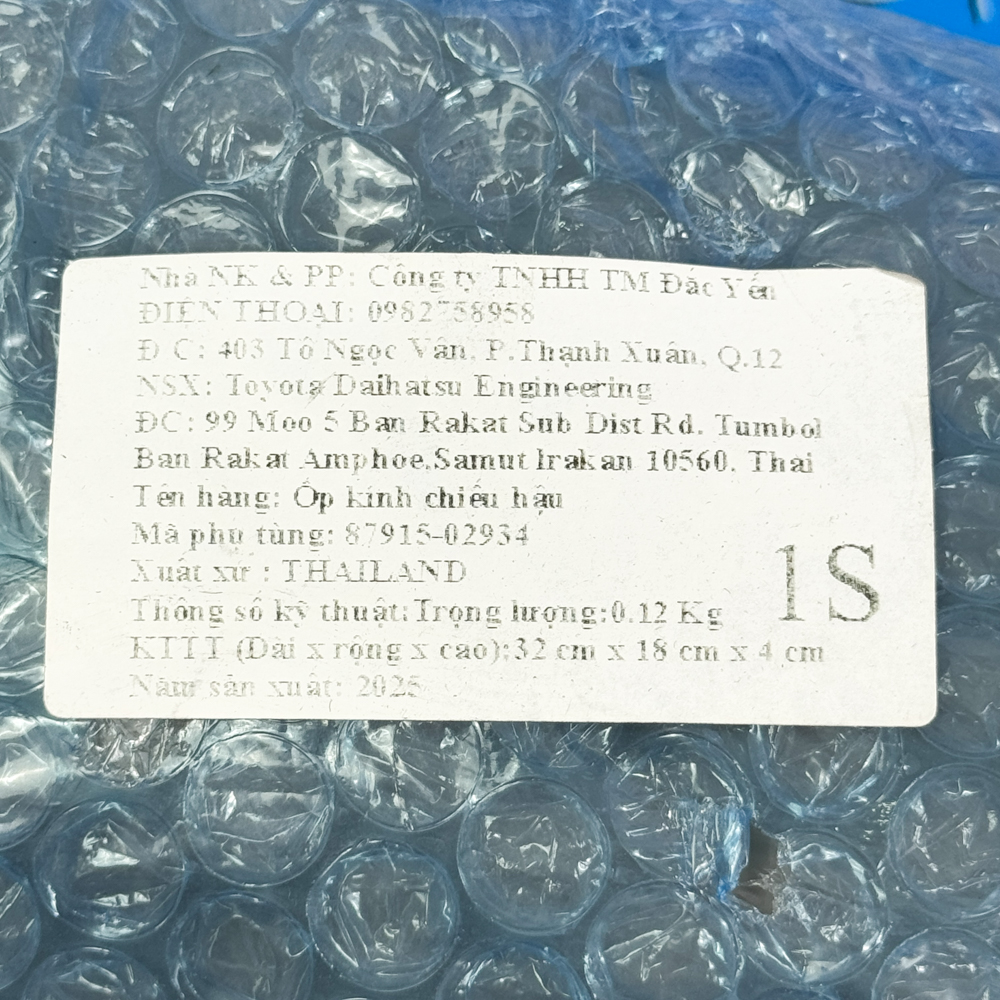 Nhà NK & PP: Công ty TNHH TM Đắc Yến
ĐIỆN THOẠI: 0982758958
Đ C: 403 Tô Ngọc Vân. P.Thạnh Xuân. Q.12
NSX: Toyota Daihatsu Engineering
ĐC: 99 Moo 5 Ban Rakat Sub Dist Rd. Tumbol
Ban Rakat Amphoe.Samut Irakan 10560. Thai
Tên hàng: Ốp kính chiếu hậu
Mã phụ tùng: 87915-02934
Xuất xứ : THAILAND
Thông số kỹ thuật:Trọng lượng:0.12 Kg
KTTT (Dài x rộng x cao):32 cm x 18 cm x 4 cm
Năm sản xuất: 2025
1S